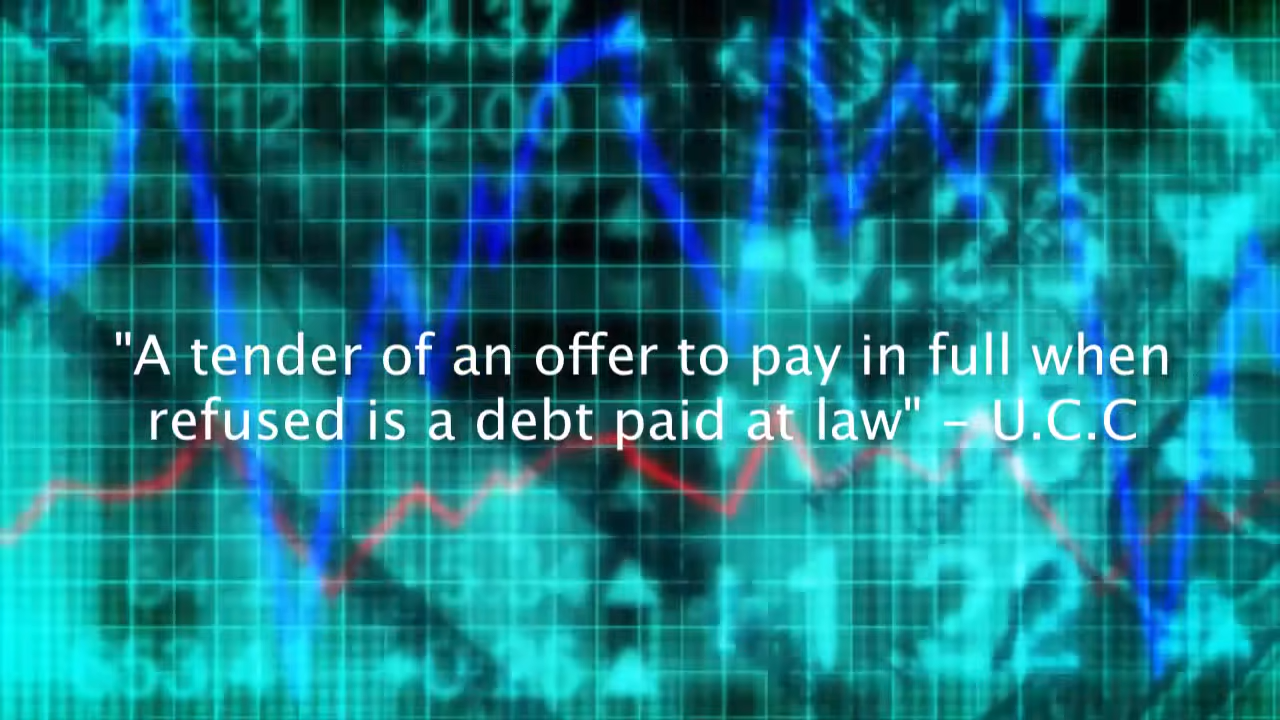 "A tender of an offer to pay in full when
refused is a debt paid at law" - U.C.C